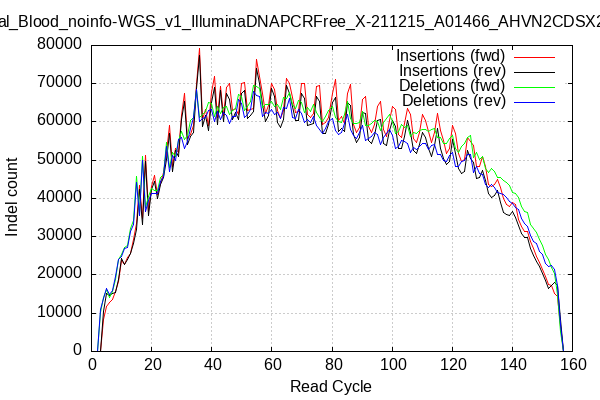 al_Blood_noinfo-WGS_v1_IlluminaDNAPCRFree_X-211215_A01466_AHVN2CDSX2
80000
70000
60000
50000
40000
30000
20000
10000
0
Indel count
Insertions (fwd)
Insertions (rev)
Deletions (fwd)
Deletions (rev)
0 20 40 60 80 100 120 140 160
Read Cycle